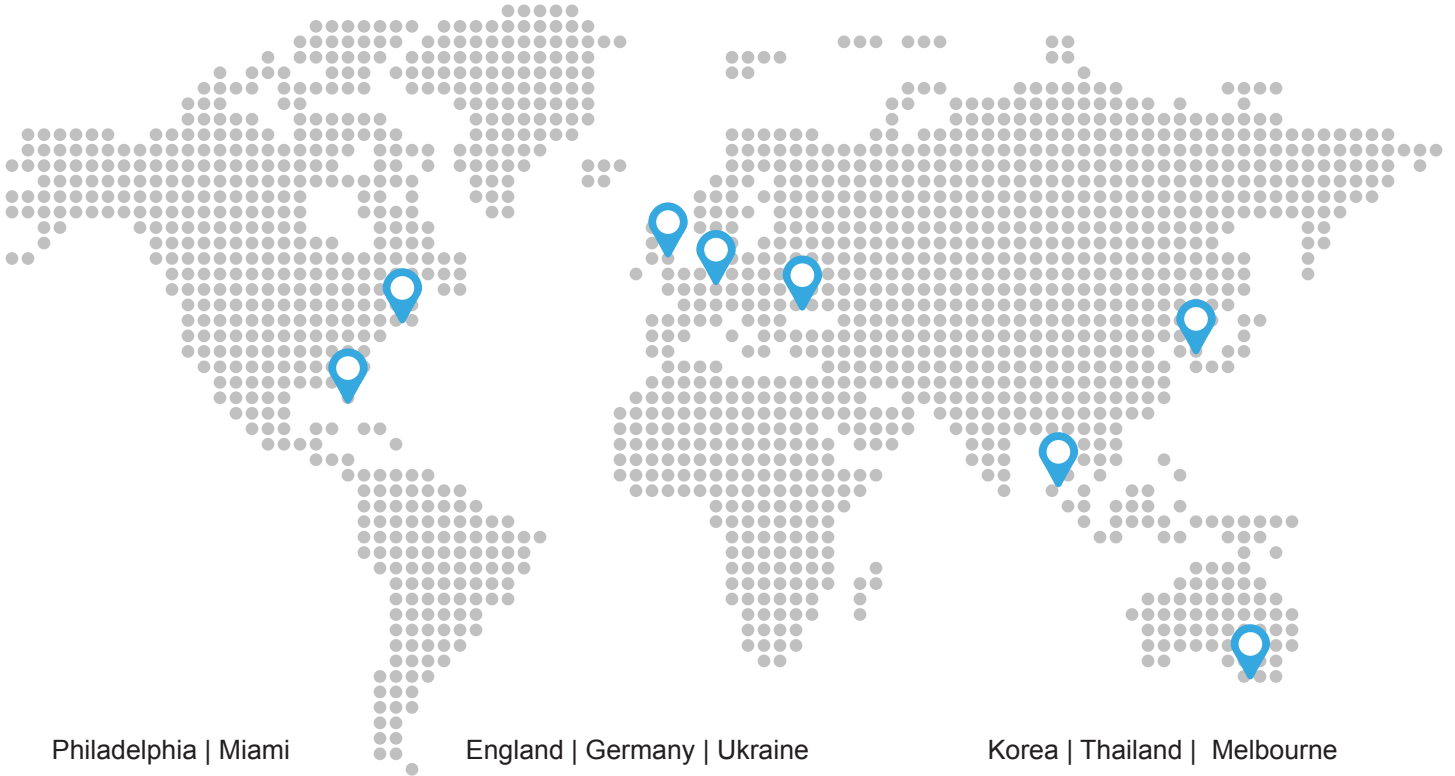 Philadelphia | Miami
England | Germany | Ukraine
Korea | Thailand | Melbourne